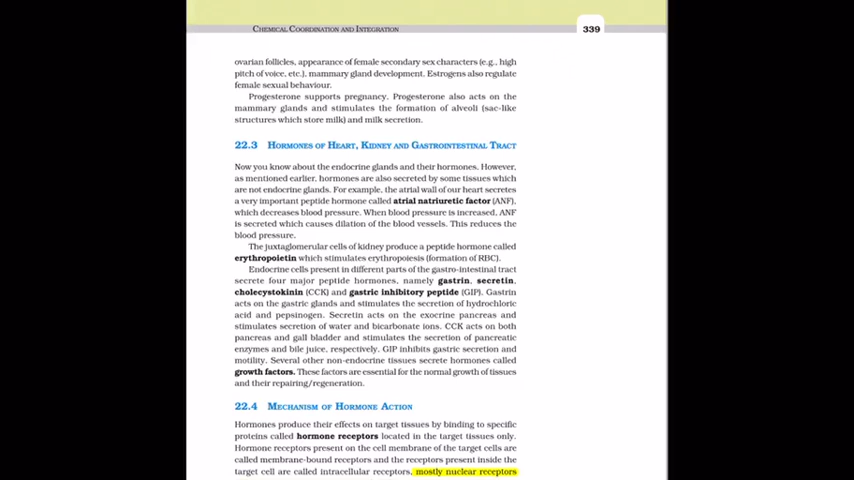 CHEMICAL COORDINATION AND INTEGRATION
339
ovarian follicles, appearance of female secondary sex characters (e.g., high
pitch of voice, etc.), mammary gland development. Estrogens also regulate
female sexual behaviour.
Progesterone supports pregnancy. Progesterone also acts on the
mammary glands and stimulates the formation of alveoli (sac-like
structures which store milk) and milk secretion.
22.3 HORMONES OF HEART, KIDNEY AND GASTROINTESTINAL TRACT
Now you know about the endocrine glands and their hormones. However,
as mentioned earlier, hormones are also secreted by some tissues which
are not endocrine glands. For example, the atrial wall of our heart secretes
a very important peptide hormone called atrial natriuretic factor (ANF),
which decreases blood pressure. When blood pressure is increased, ANF
is secreted which causes dilation of the blood vessels. This reduces the
blood pressure.
The juxtaglomerular cells of kidney produce a peptide hormone called
erythropoietin which stimulates erythropoiesis (formation of RBC).
Endocrine cells present in different parts of the gastro-intestinal tract
secrete four major peptide hormones, namely gastrin, secretin,
cholecystokinin (CCK) and gastric inhibitory peptide (GIP). Gastrin
acts on the gastric glands and stimulates the secretion of hydrochloric
acid and pepsinogen. Secretin acts on the exocrine pancreas and
stimulates secretion of water and bicarbonate ions. CCK acts on both
pancreas and gall bladder and stimulates the secretion of pancreatic
enzymes and bile juice, respectively. GIP inhibits gastric secretion and
motility. Several other non-endocrine tissues secrete hormones called
growth factors. These factors are essential for the normal growth of tissues
and their repairing/regeneration.
22.4 MECHANISM OF HORMONE ACTION
Hormones produce their effects on target tissues by binding to specific
proteins called hormone receptors located in the target tissues only.
Hormone receptors present on the cell membrane of the target cells are
called membrane-bound receptors and the receptors present inside the
target cell are called intracellular receptors, mostly nuclear receptors